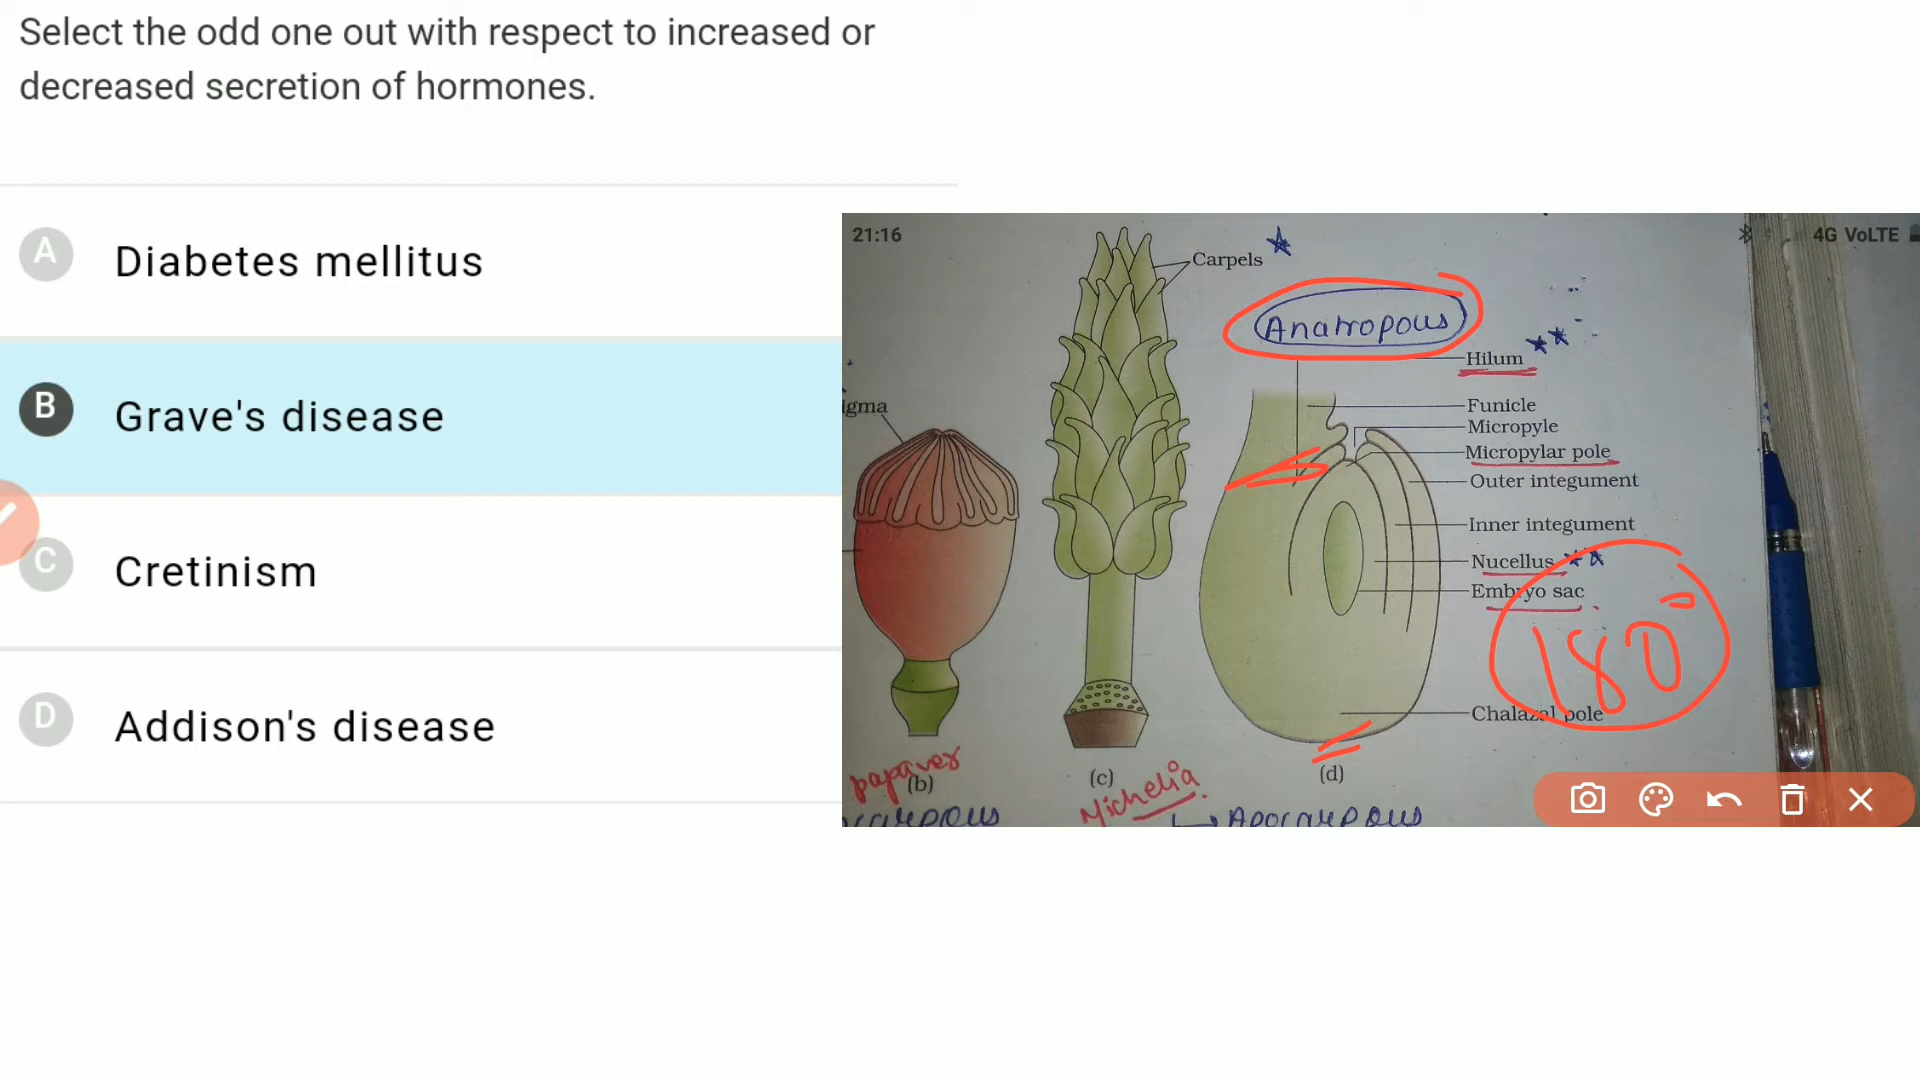 Select the odd one out with respect to increased or
decreased secretion of hormones.
A Diabetes mellitus
B Grave's disease
C Cretinism
D Addison's disease
21:16
4G VoLTE
Carpels
Anatropous
Hilum
igma
Funicle
Micropyle
Micropylar pole
Outer integument
Inner integument
Nucellus
Embryo sac
180°
Chalazal pole
papaver
(b)
(c)
Michelia
(d)
Apocarpous